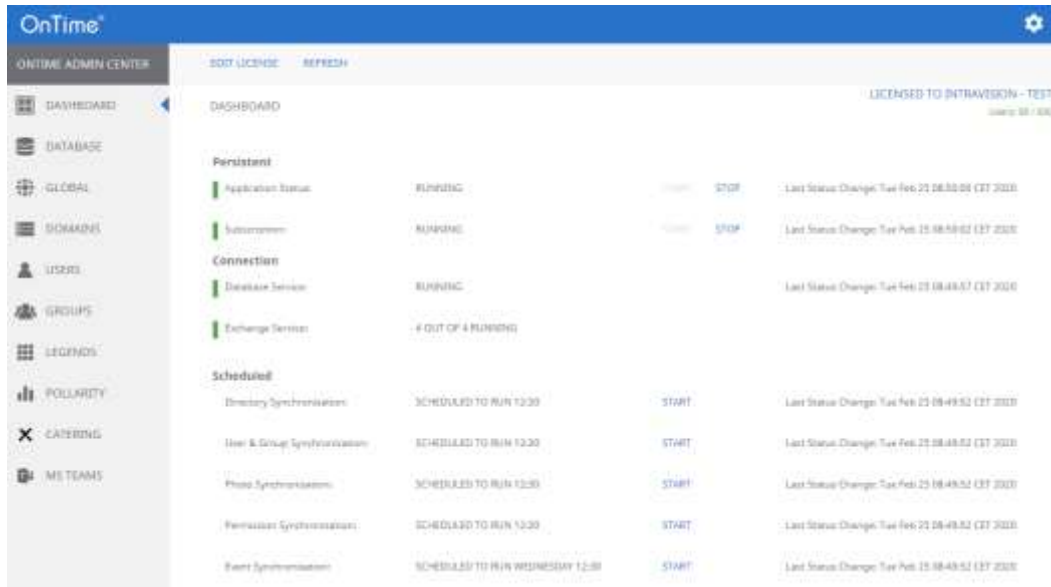 OnTime®
ONTIME ADMIN CENTER
EDIT LICENSE REFRESH
DASHBOARD
DATABASE
GLOBAL
DOMAINS
USERS
GROUPS
LEGENDS
POLLARITY
CATERING
MS TEAMS
DASHBOARD
LICENSED TO INTRAVISION - TEST
Persistent
Application Status: RUNNING START STOP Last Status Change: Tue Feb 25 08:50:00 CET 2020
RUNNING START STOP Last Status Change: Tue Feb 25 08:50:02 CET 2020
Connection
Database Service: RUNNING Last Status Change: Tue Feb 25 08:49:57 CET 2020
Exchange Service: 4 OUT OF 4 RUNNING
Scheduled
Directory Synchronisation: SCHEDULED TO RUN 12:30 START Last Status Change: Tue Feb 25 08:49:52 CET 2020
User & Group Synchronisation: SCHEDULED TO RUN 12:30 START Last Status Change: Tue Feb 25 08:49:52 CET 2020
Photo Synchronisation: SCHEDULED TO RUN 12:30 START Last Status Change: Tue Feb 25 08:49:52 CET 2020
Permission Synchronisation: SCHEDULED TO RUN 12:30 START Last Status Change: Tue Feb 25 08:49:52 CET 2020
Event Synchronisation: SCHEDULED TO RUN WEDNESDAY 12:30 START Last Status Change: Tue Feb 25 08:49:52 CET 2020